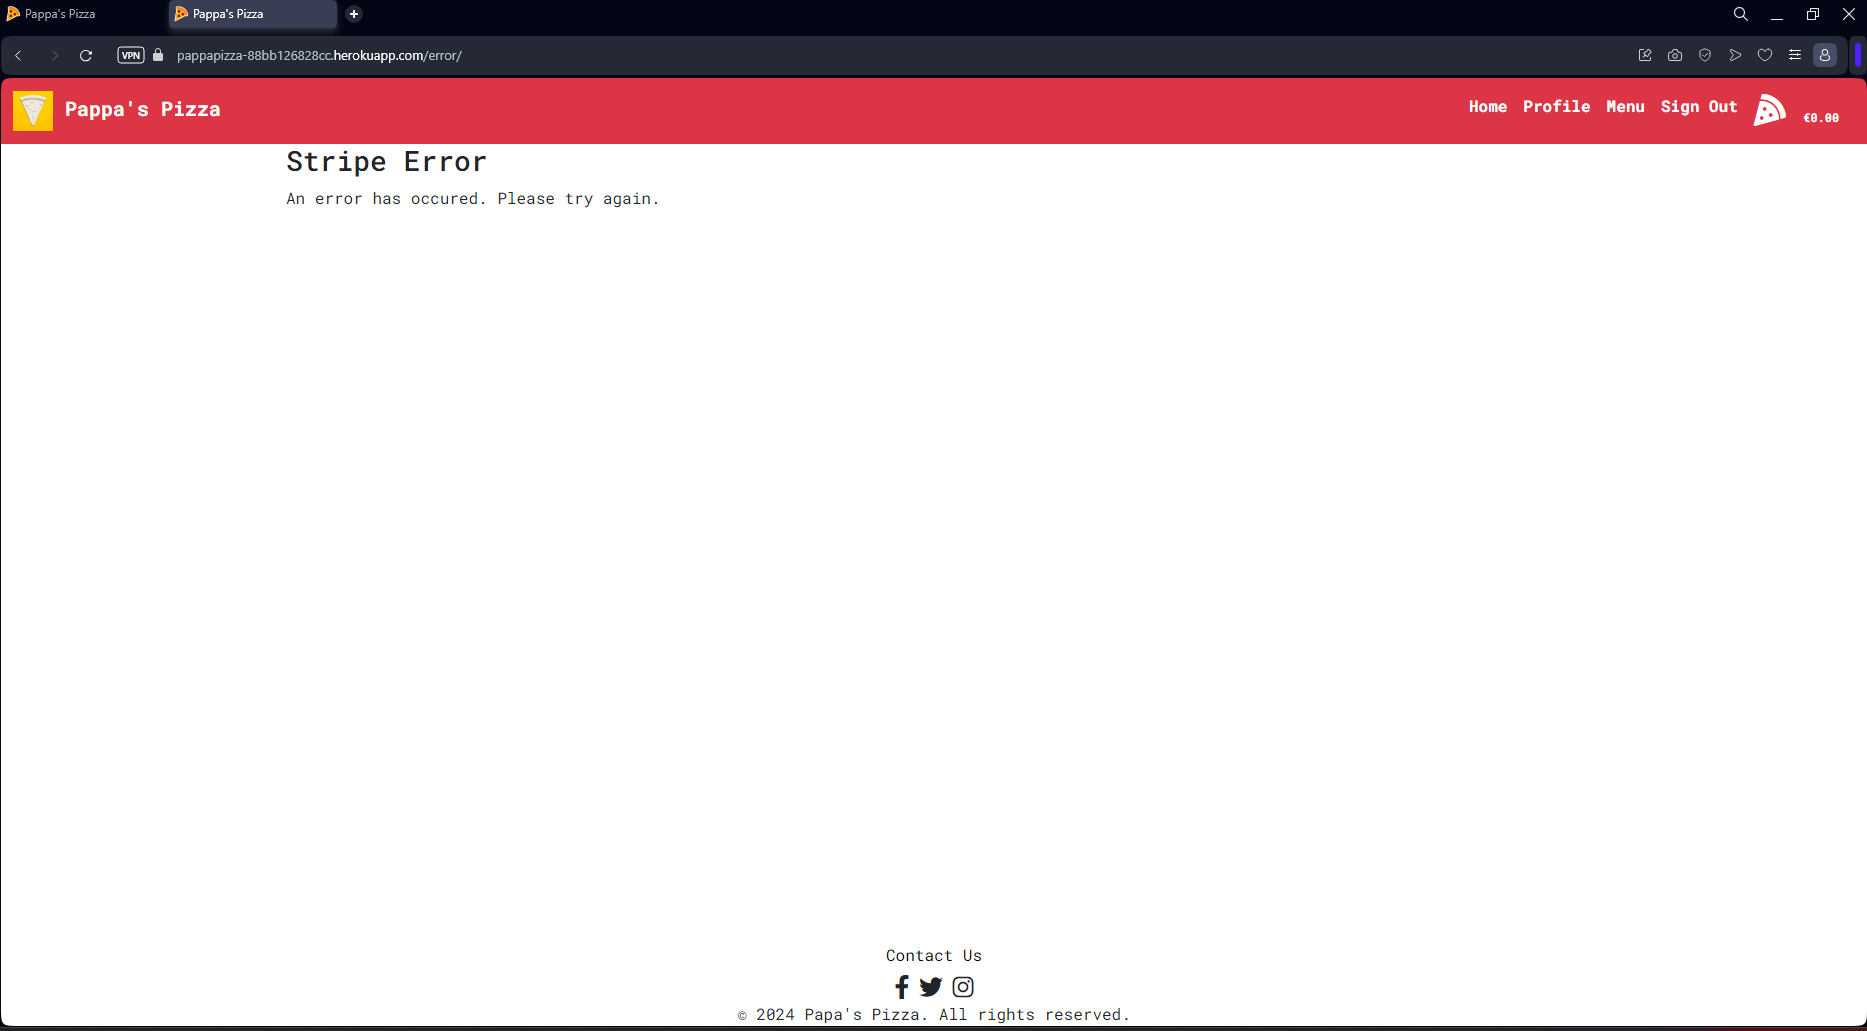 Pappa's Pizza
Pappa's Pizza
VPN pappapizza-88bb126828cc.herokuapp.com/error/
Pappa's Pizza
Home Profile Menu Sign Out €0.00
Stripe Error
An error has occured. Please try again.
Contact Us
© 2024 Papa's Pizza. All rights reserved.